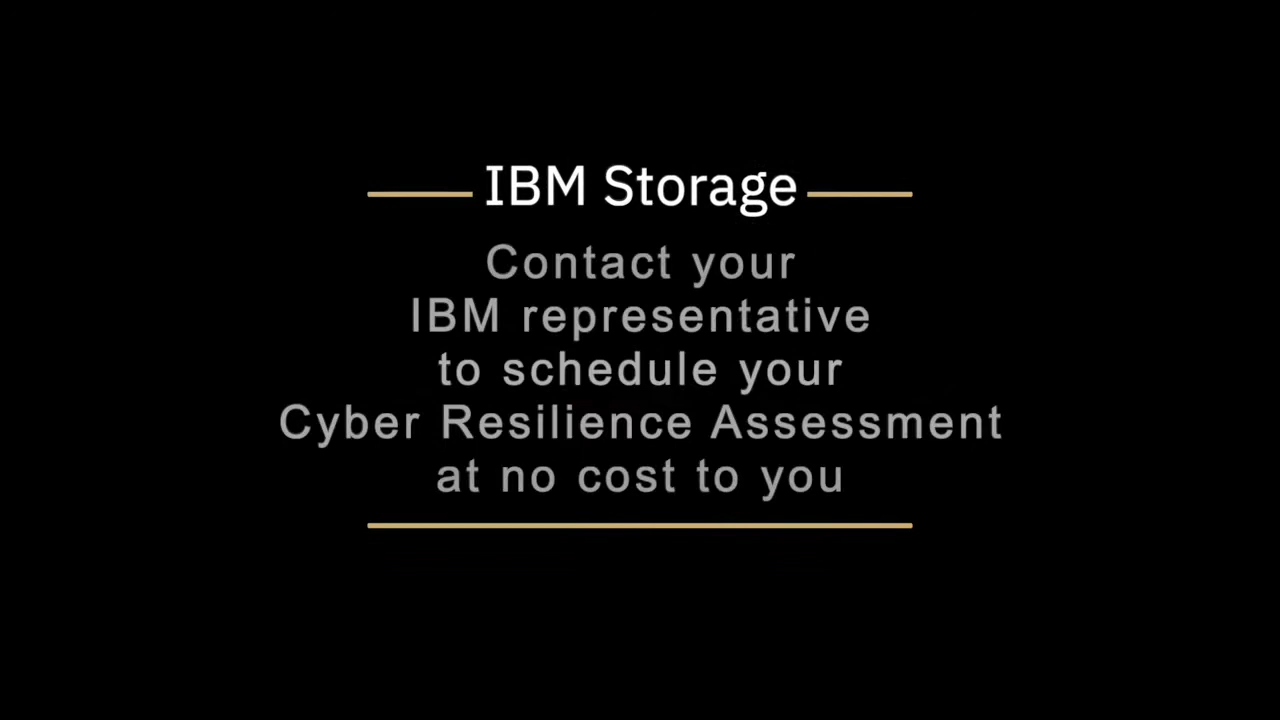 IBM Storage
Contact your
IBM representative
to schedule your
Cyber Resilience Assessment
at no cost to you